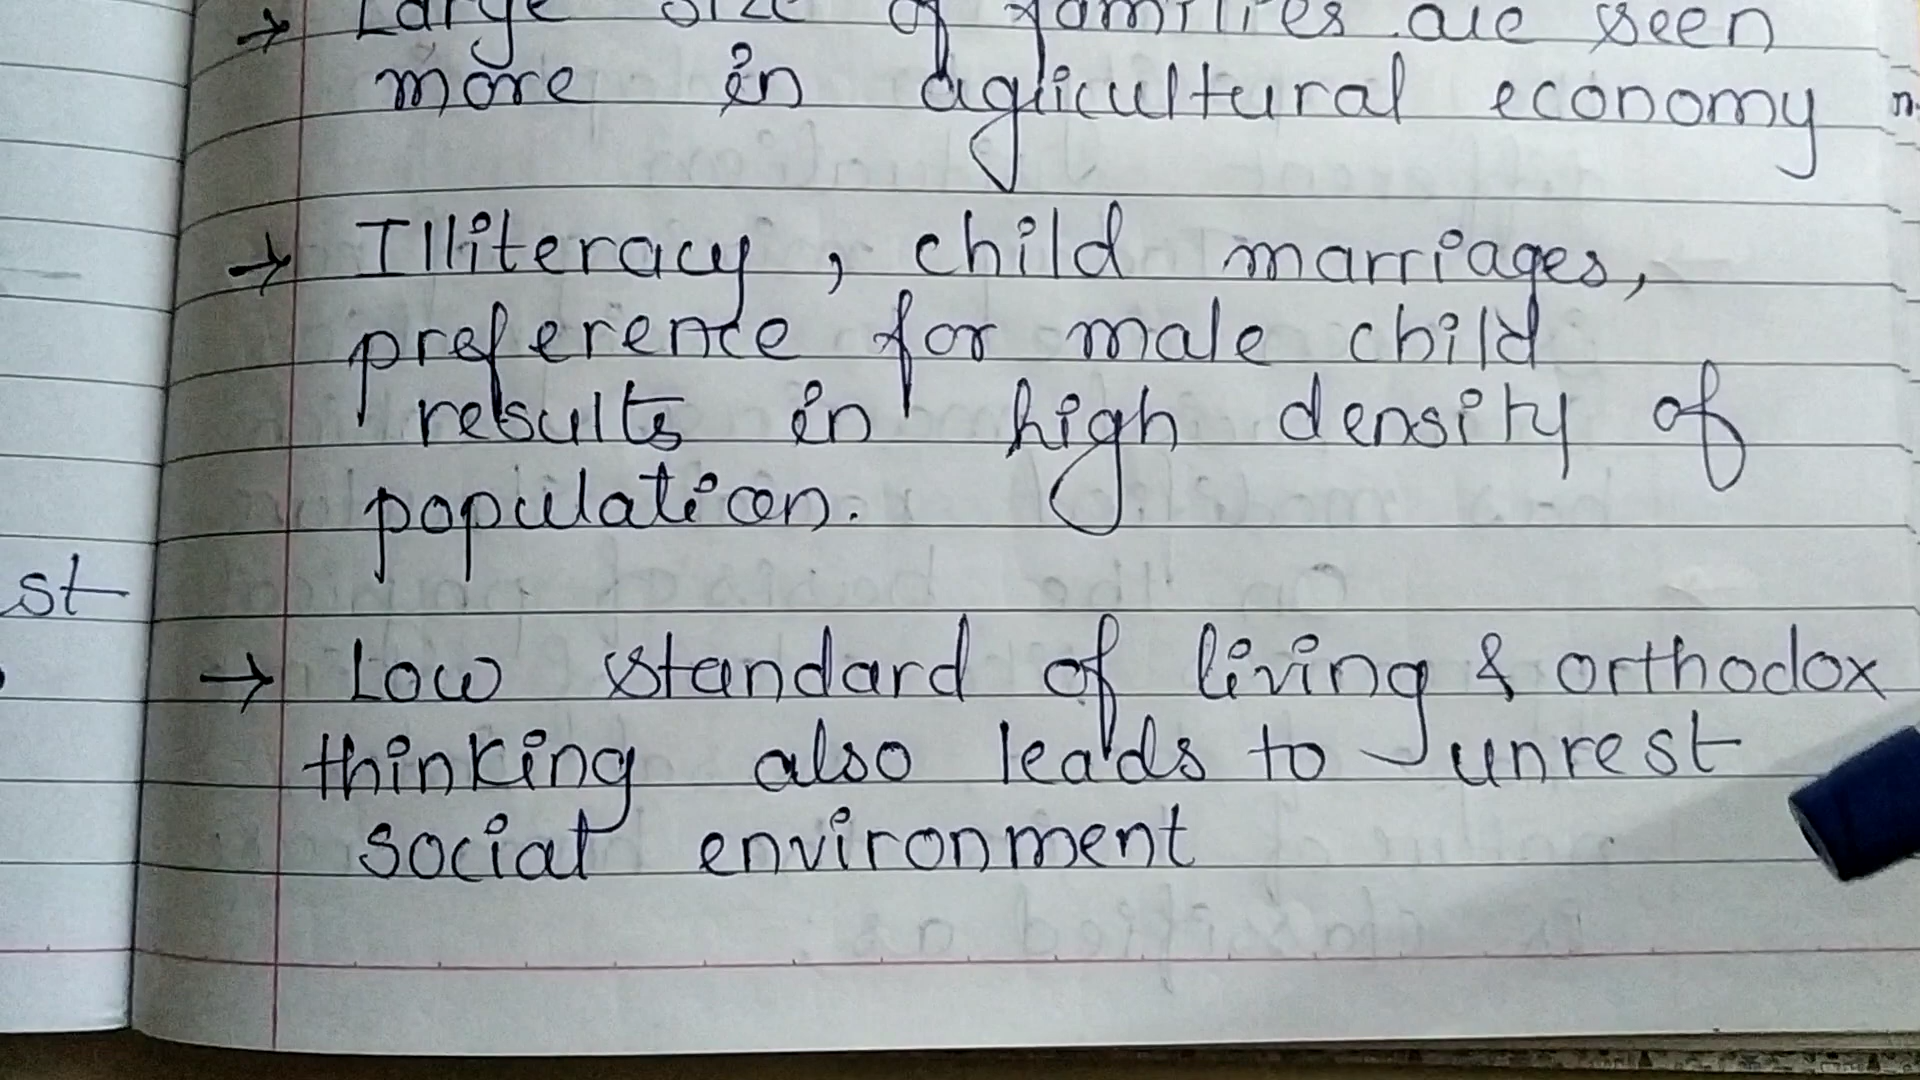 → Large size of families are seen
more in agricultural economy
→ Illiteracy, child marriages,
preference for male child
results in high density of
population.
st
→ Low standard of living & orthodox
thinking also leads to unrest
social environment